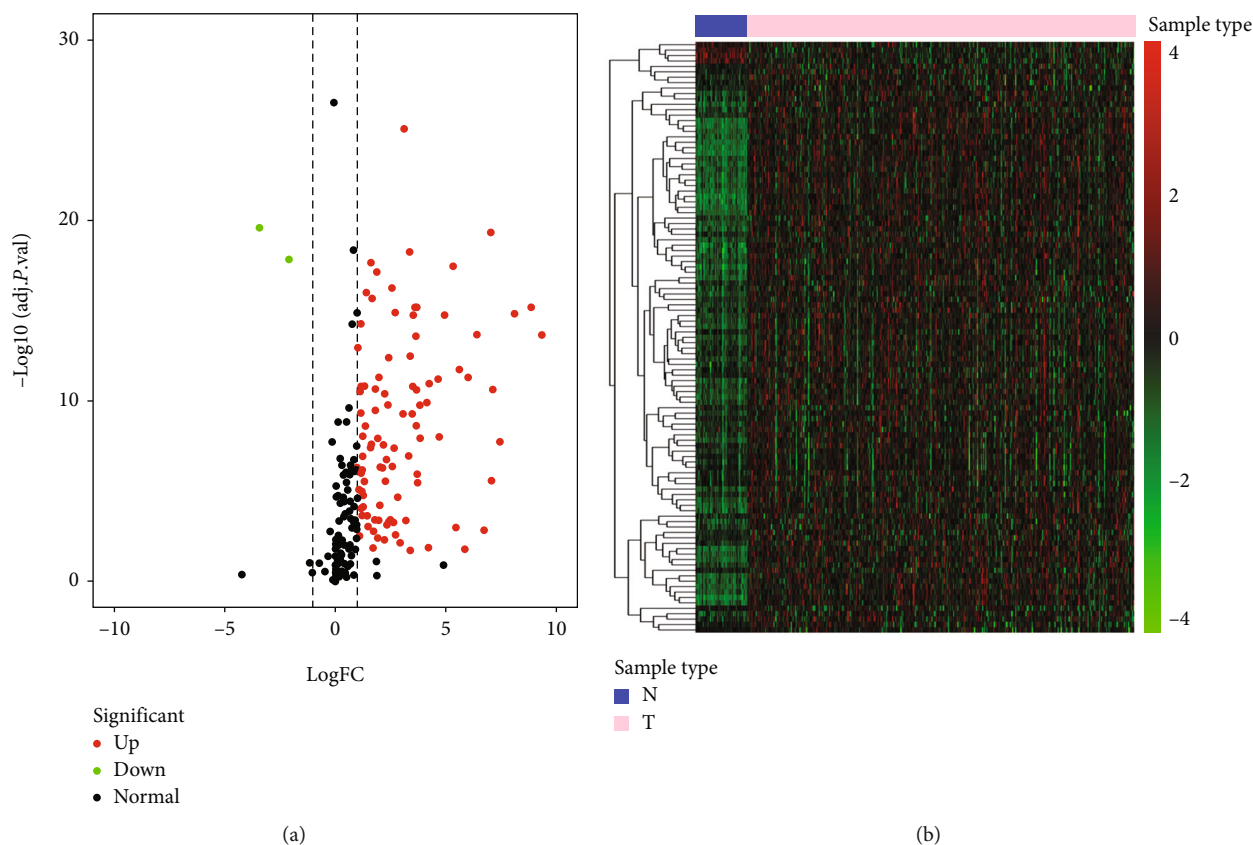 30
20
10
0
−Log10 (adj.P.val)
−10
−5
0
5
10
LogFC
Significant
Up
Down
Normal
(a)
Sample type
4
2
0
−2
−4
Sample type
N
T
(b)